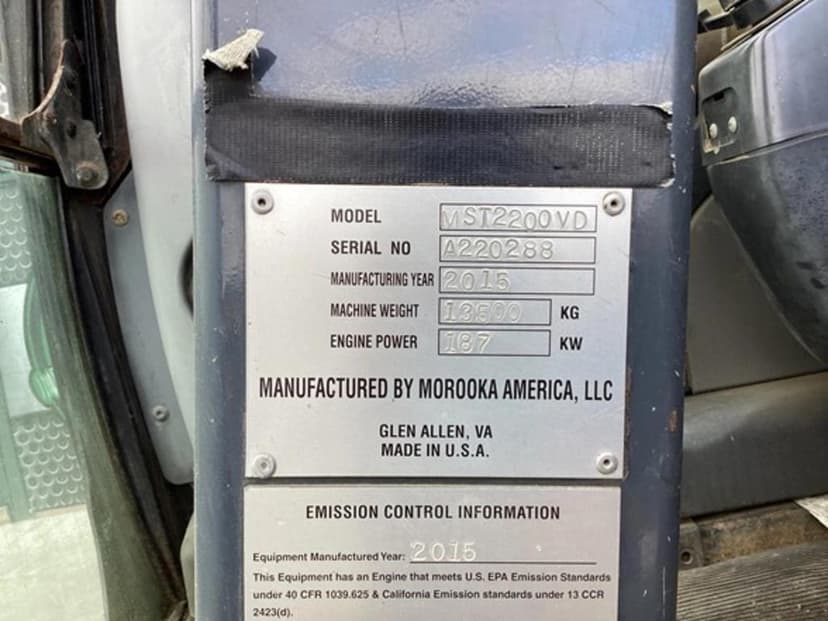 MODEL MST2200VD
SERIAL NO A220288
MANUFACTURING YEAR 2015
MACHINE WEIGHT 13500 KG
ENGINE POWER 187 KW
MANUFACTURED BY MOROOKA AMERICA, LLC
GLEN ALLEN, VA
MADE IN U.S.A.
EMISSION CONTROL INFORMATION
Equipment Manufactured Year: 2015
This Equipment has an Engine that meets U.S. EPA Emission Standards
under 40 CFR 1039.625 & California Emission standards under 13 CCR
2423(d).